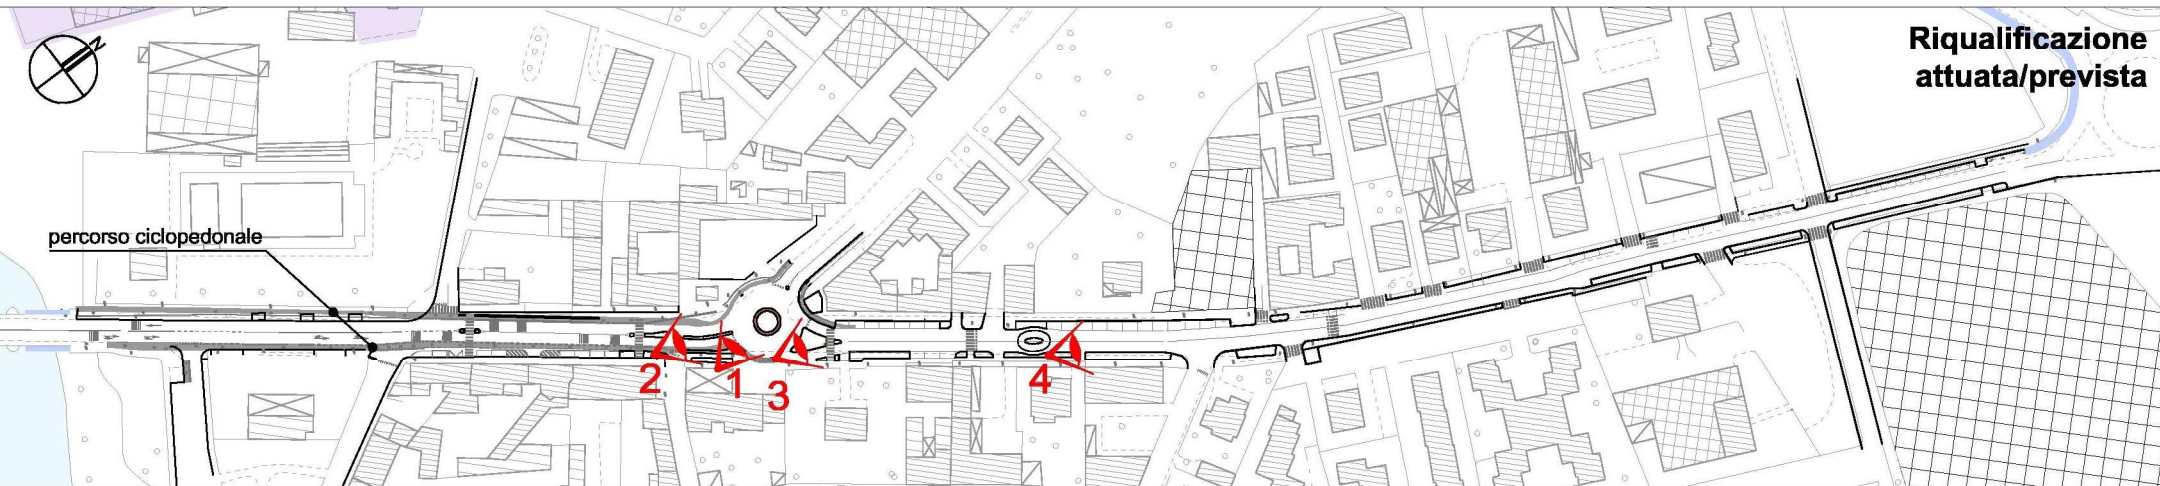 N
Riqualificazione
attuata/prevista
percorso ciclopedonale
2
1
3
4